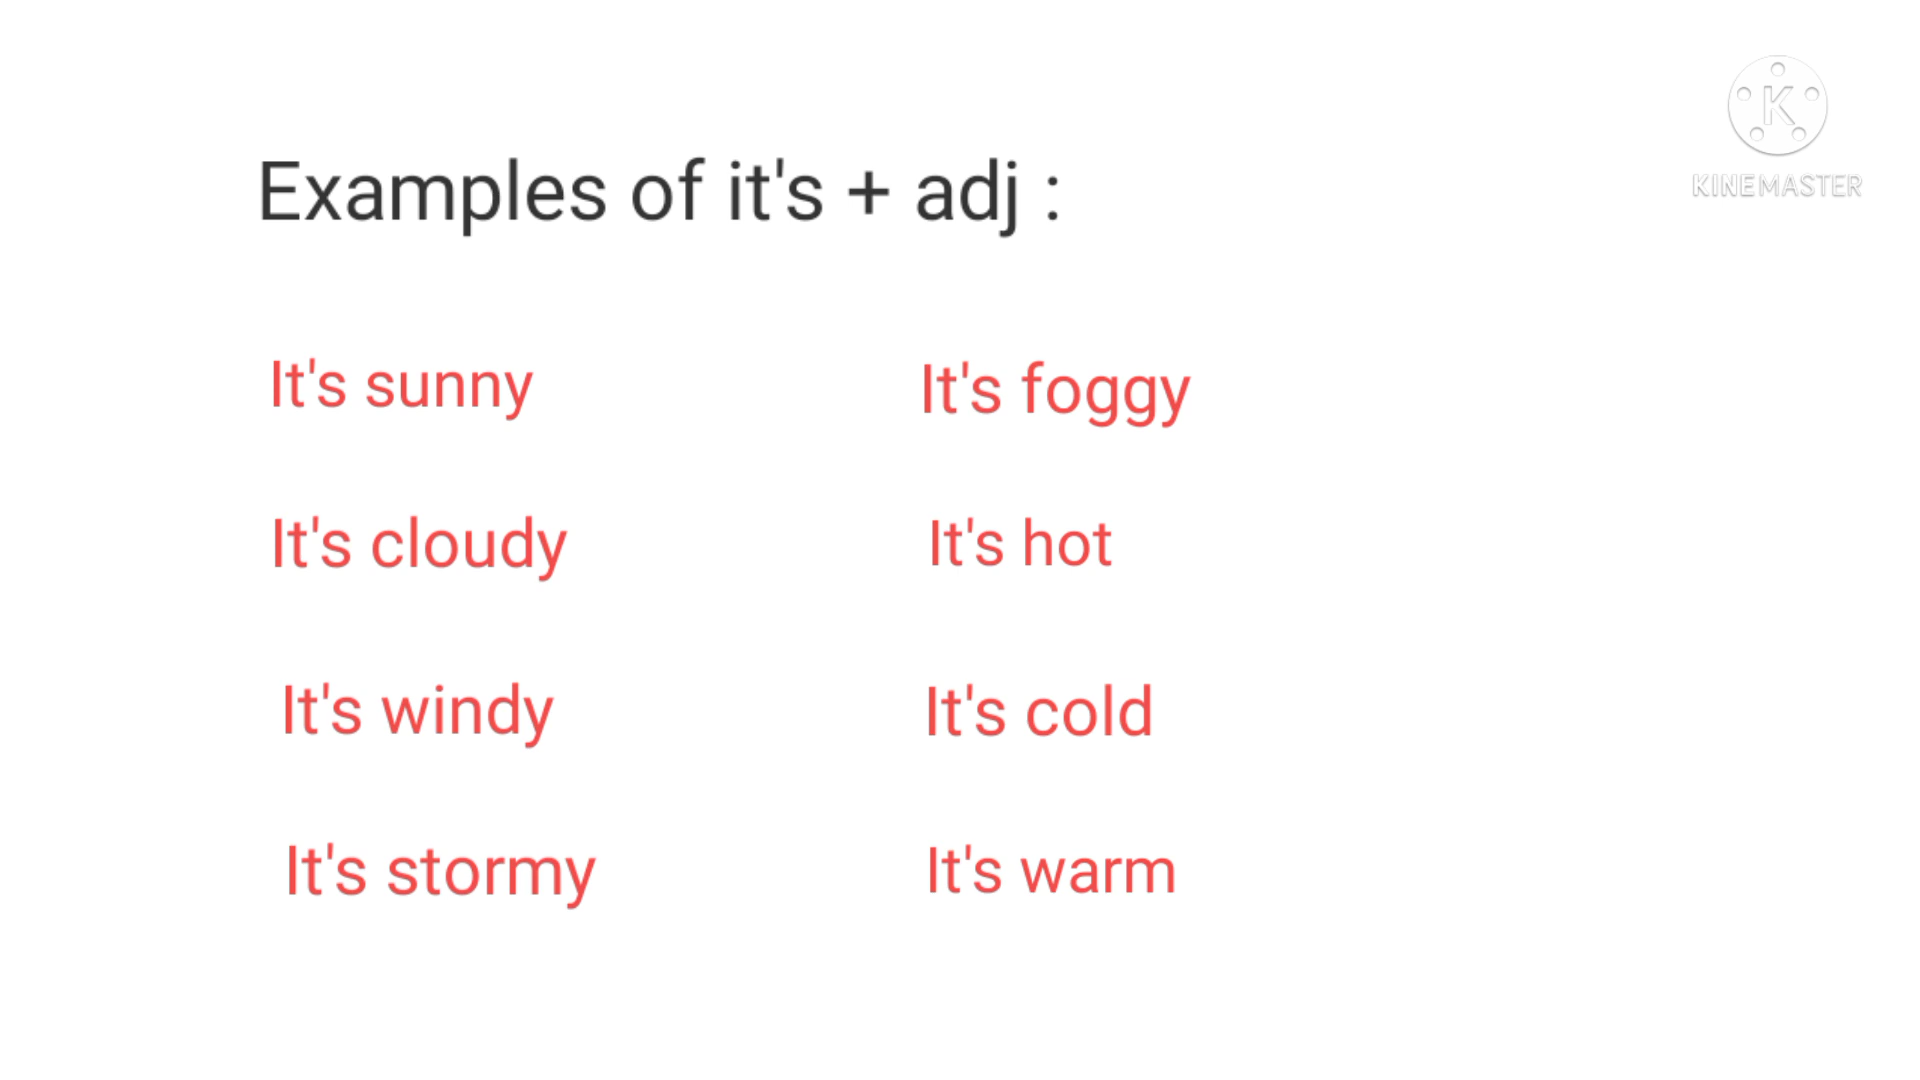 Examples of it's + adj :
It's sunny
It's foggy
It's cloudy
It's hot
It's windy
It's cold
It's stormy
It's warm
K
KINEMASTER